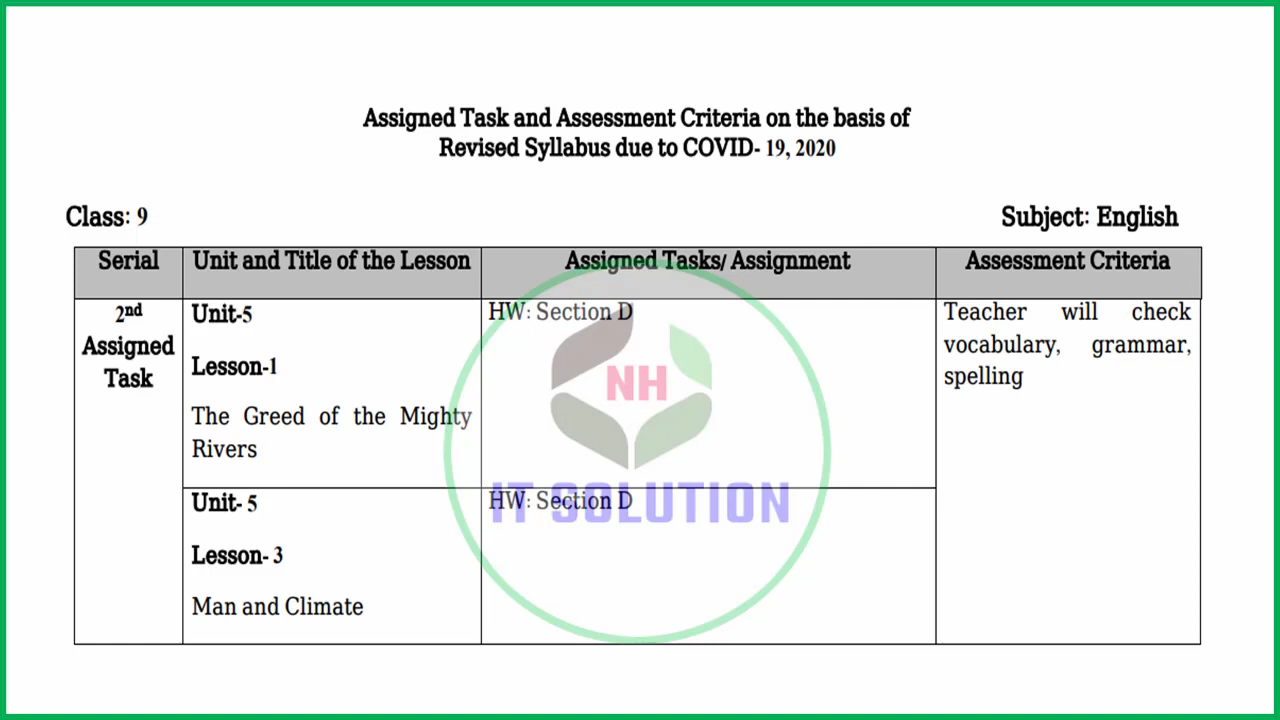 Assigned Task and Assessment Criteria on the basis of
Revised Syllabus due to COVID- 19, 2020
Class: 9
Subject: English
Serial
Unit and Title of the Lesson
Assigned Tasks/ Assignment
Assessment Criteria
2nd
Assigned
Task
Unit-5
Lesson-1
The Greed of the Mighty
Rivers
HW: Section D
Teacher will check
vocabulary, grammar,
spelling
Unit- 5
Lesson- 3
Man and Climate
HW: Section D
NH
IT SOLUTION